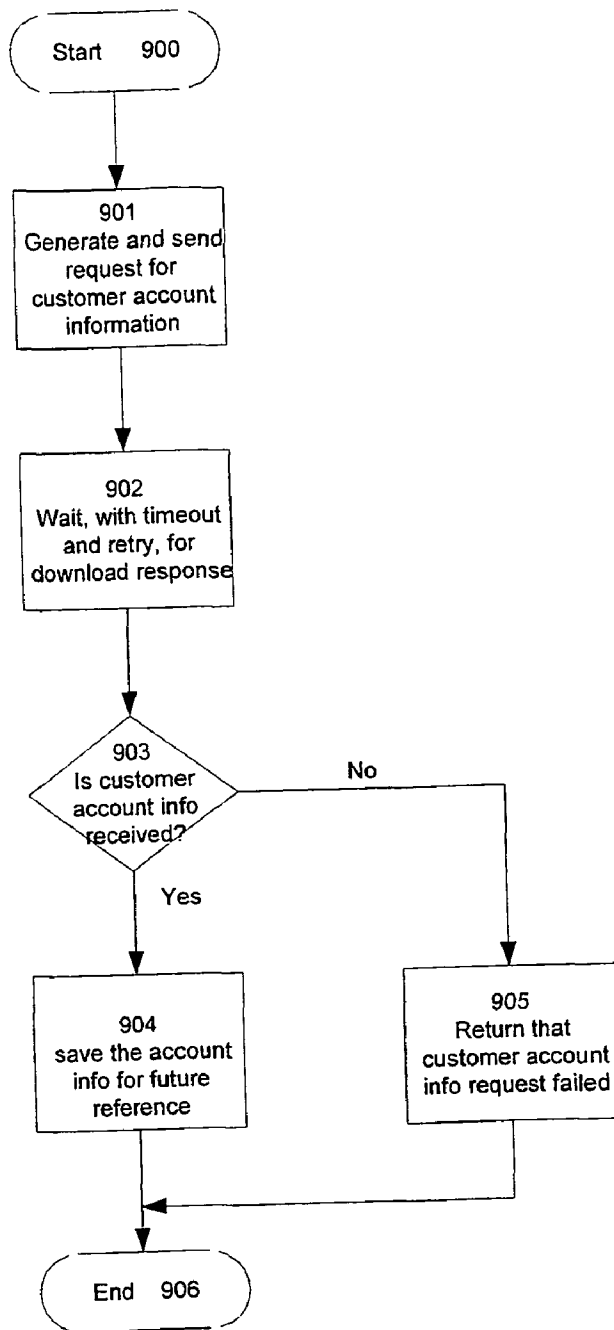 Start 900
901
Generate and send
request for
customer account
information
902
Wait, with timeout
and retry, for
download response
903
Is customer
account info
received?
No
Yes
904
save the account
info for future
reference
905
Return that
customer account
info request failed
End 906